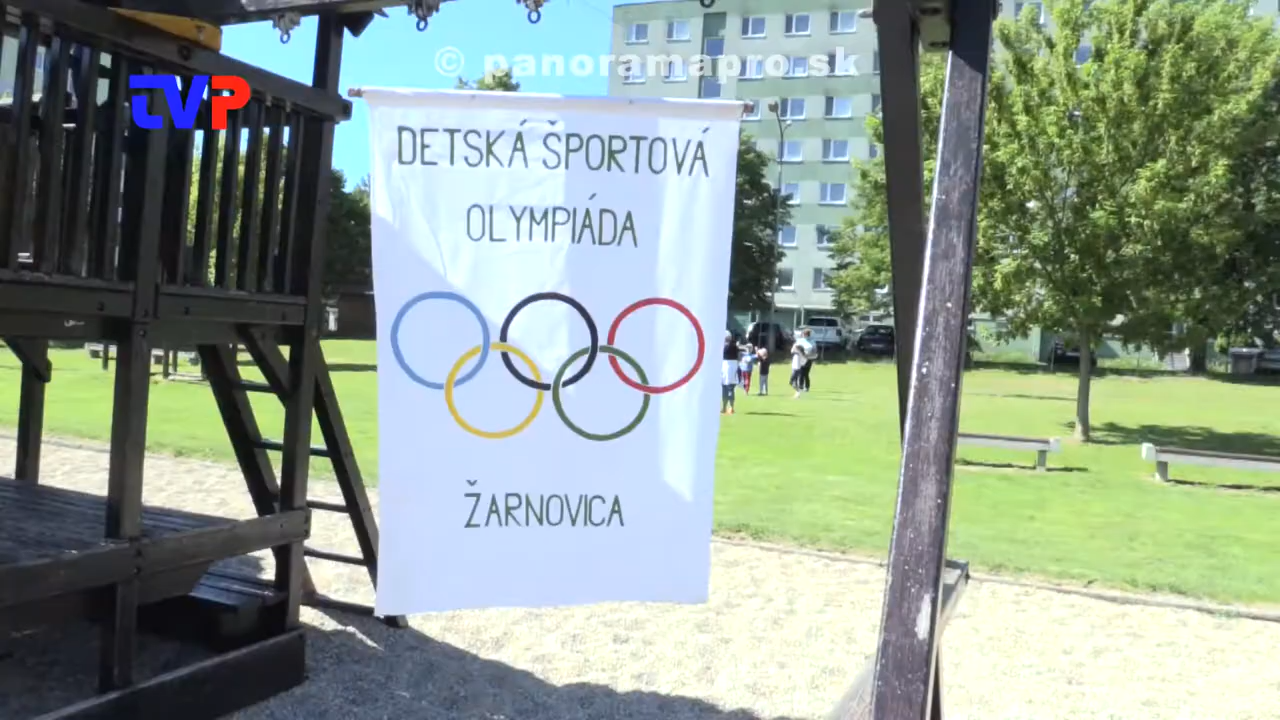 © panoramapro.sk
TVP
DETSKÁ ŠPORTOVÁ
OLYMPIÁDA
ŽARNOVICA